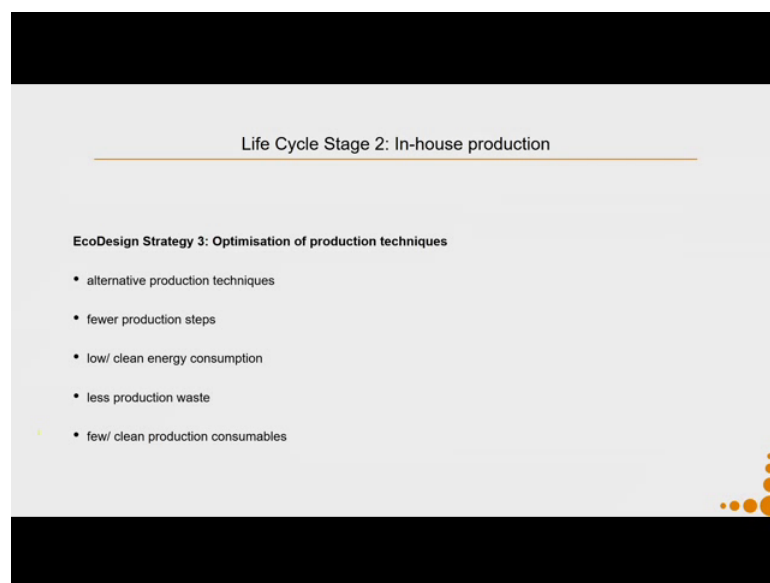 Life Cycle Stage 2: In-house production
EcoDesign Strategy 3: Optimisation of production techniques
• alternative production techniques
• fewer production steps
• low/ clean energy consumption
• less production waste
• few/ clean production consumables